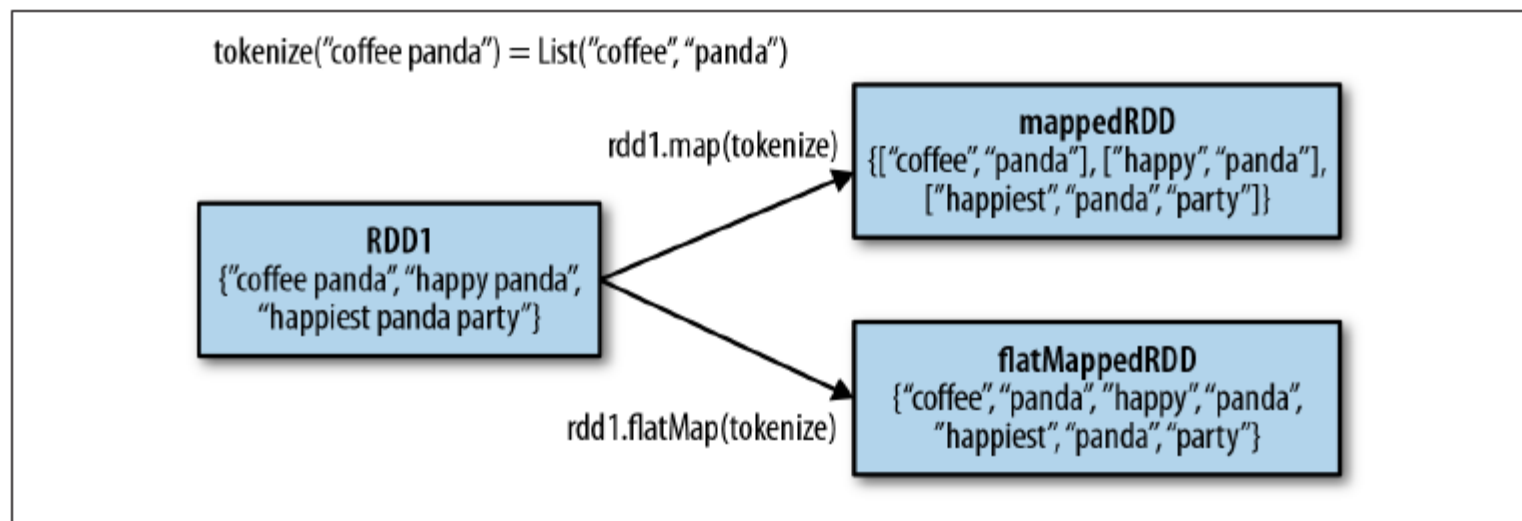 tokenize("coffee panda") = List("coffee", “panda”)
rdd1.map(tokenize)
mappedRDD
{[“coffee”, “panda”], [”happy”, “panda”],
[”happiest”, “panda”, “party”]}
RDD1
{”coffee panda”, “happy panda”,
“happiest panda party”}
rdd1.flatMap(tokenize)
flatMappedRDD
{“coffee”, “panda”, ”happy”, “panda”,
”happiest”, “panda”, “party”}